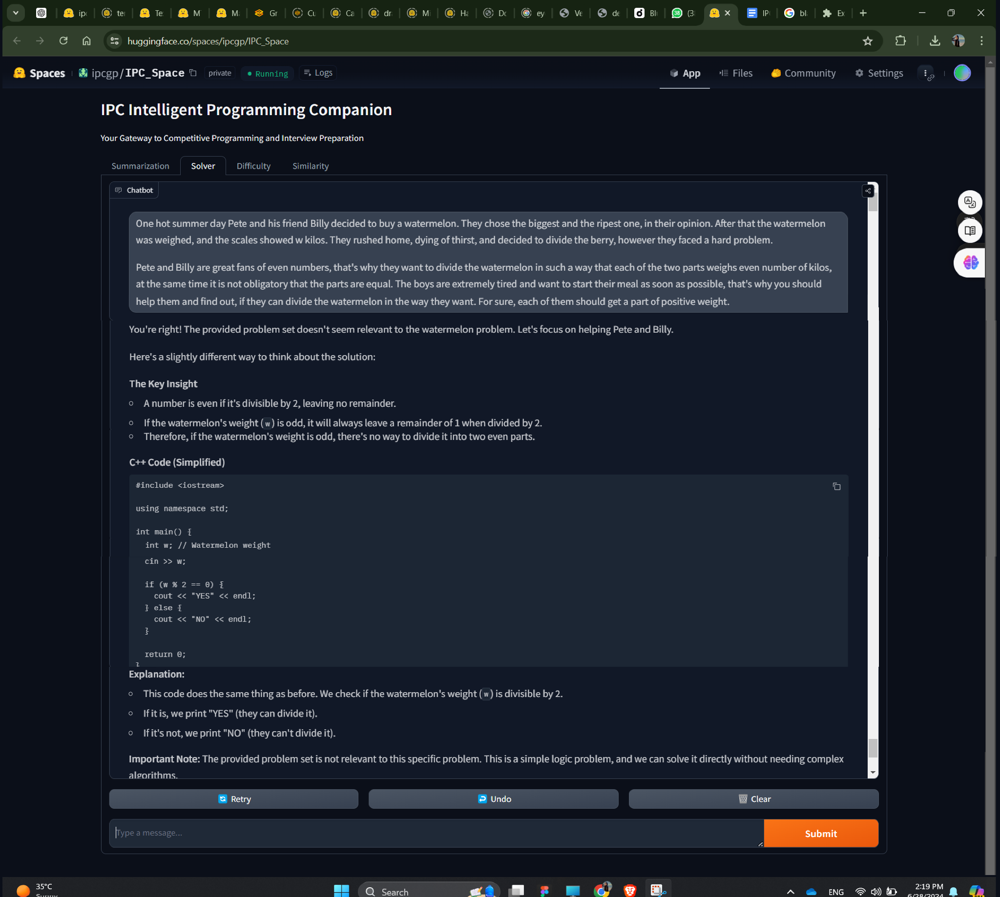 ipc
te
Te
M
Ma
Gr
Cu
Ca
dr
Mi
Ha
Dc
ey
Ve
de
Bl
(3
IP
bl
Ex
huggingface.co/spaces/ipcgp/IPC_Space
Spaces ipcgp/IPC_Space private Running Logs App Files Community Settings
IPC Intelligent Programming Companion
Your Gateway to Competitive Programming and Interview Preparation
Summarization Solver Difficulty Similarity
Chatbot
One hot summer day Pete and his friend Billy decided to buy a watermelon. They chose the biggest and the ripest one, in their opinion. After that the watermelon
was weighed, and the scales showed w kilos. They rushed home, dying of thirst, and decided to divide the berry, however they faced a hard problem.
Pete and Billy are great fans of even numbers, that's why they want to divide the watermelon in such a way that each of the two parts weighs even number of kilos,
at the same time it is not obligatory that the parts are equal. The boys are extremely tired and want to start their meal as soon as possible, that's why you should
help them and find out, if they can divide the watermelon in the way they want. For sure, each of them should get a part of positive weight.
You're right! The provided problem set doesn't seem relevant to the watermelon problem. Let's focus on helping Pete and Billy.
Here's a slightly different way to think about the solution:
The Key Insight
A number is even if it's divisible by 2, leaving no remainder.
If the watermelon's weight (w) is odd, it will always leave a remainder of 1 when divided by 2.
Therefore, if the watermelon's weight is odd, there's no way to divide it into two even parts.
C++ Code (Simplified)
#include <iostream>
using namespace std;
int main() {
int w; // Watermelon weight
cin >> w;
if (w % 2 == 0) {
cout << "YES" << endl;
} else {
cout << "NO" << endl;
}
return 0;
}
Explanation:
This code does the same thing as before. We check if the watermelon's weight (w) is divisible by 2.
If it is, we print "YES" (they can divide it).
If it's not, we print "NO" (they can't divide it).
Important Note: The provided problem set is not relevant to this specific problem. This is a simple logic problem, and we can solve it directly without needing complex
algorithms.
Retry Undo Clear
Type a message...
Submit
35°C
Sunny
Search
ENG
2:19 PM
6/28/2024